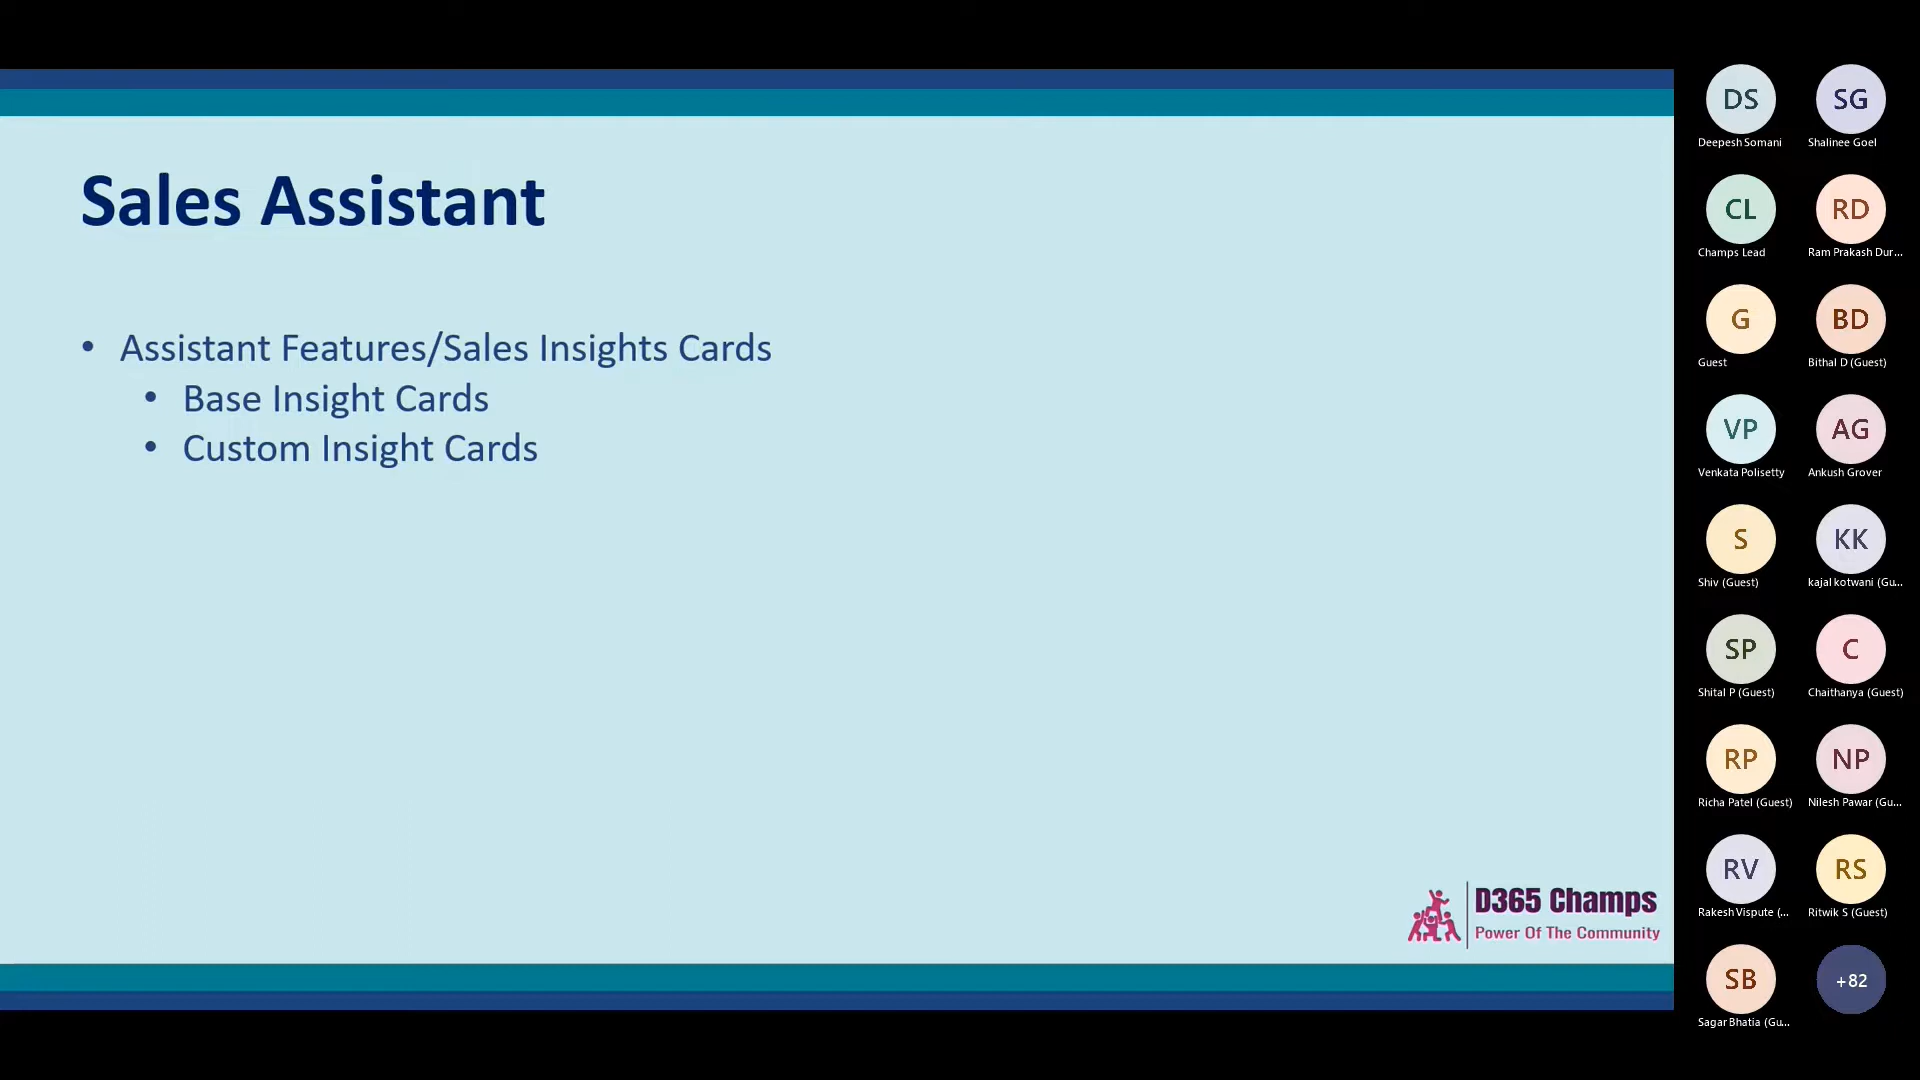 Sales Assistant
• Assistant Features/Sales Insights Cards
• Base Insight Cards
• Custom Insight Cards
D365 Champs
Power Of The Community
DS
SG
Deepesh Somani
Shalinee Goel
CL
RD
Champs Lead
Ram Prakash Dur...
G
BD
Guest
Bithal D (Guest)
VP
AG
Venkata Polisetty
Ankush Grover
S
KK
Shiv (Guest)
kajal kotwani (Gu...
SP
C
Shital P (Guest)
Chaithanya (Guest)
RP
NP
Richa Patel (Guest)
Nilesh Pawar (Gu...
RV
RS
Rakesh Vispute (...
Ritwik S (Guest)
SB
+82
Sagar Bhatia (Gu...